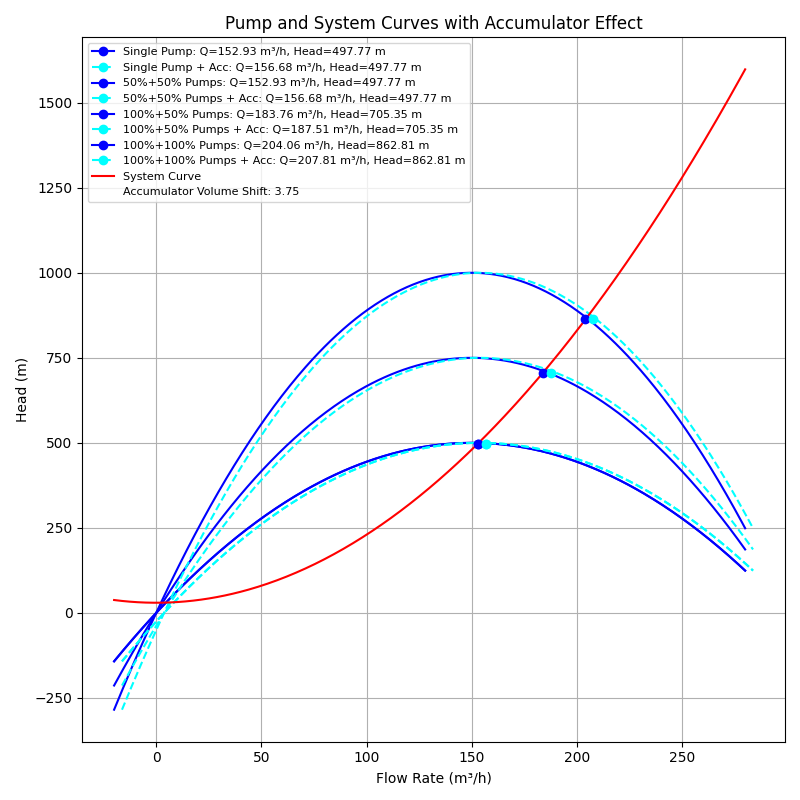 Pump and System Curves with Accumulator Effect
Single Pump: Q=152.93 m³/h, Head=497.77 m
Single Pump + Acc: Q=156.68 m³/h, Head=497.77 m
50%+50% Pumps: Q=152.93 m³/h, Head=497.77 m
50%+50% Pumps + Acc: Q=156.68 m³/h, Head=497.77 m
100%+50% Pumps: Q=183.76 m³/h, Head=705.35 m
100%+50% Pumps + Acc: Q=187.51 m³/h, Head=705.35 m
100%+100% Pumps: Q=204.06 m³/h, Head=862.81 m
100%+100% Pumps + Acc: Q=207.81 m³/h, Head=862.81 m
System Curve
Accumulator Volume Shift: 3.75
1500
1250
1000
750
500
250
0
−250
Head (m)
0 50 100 150 200 250
Flow Rate (m³/h)